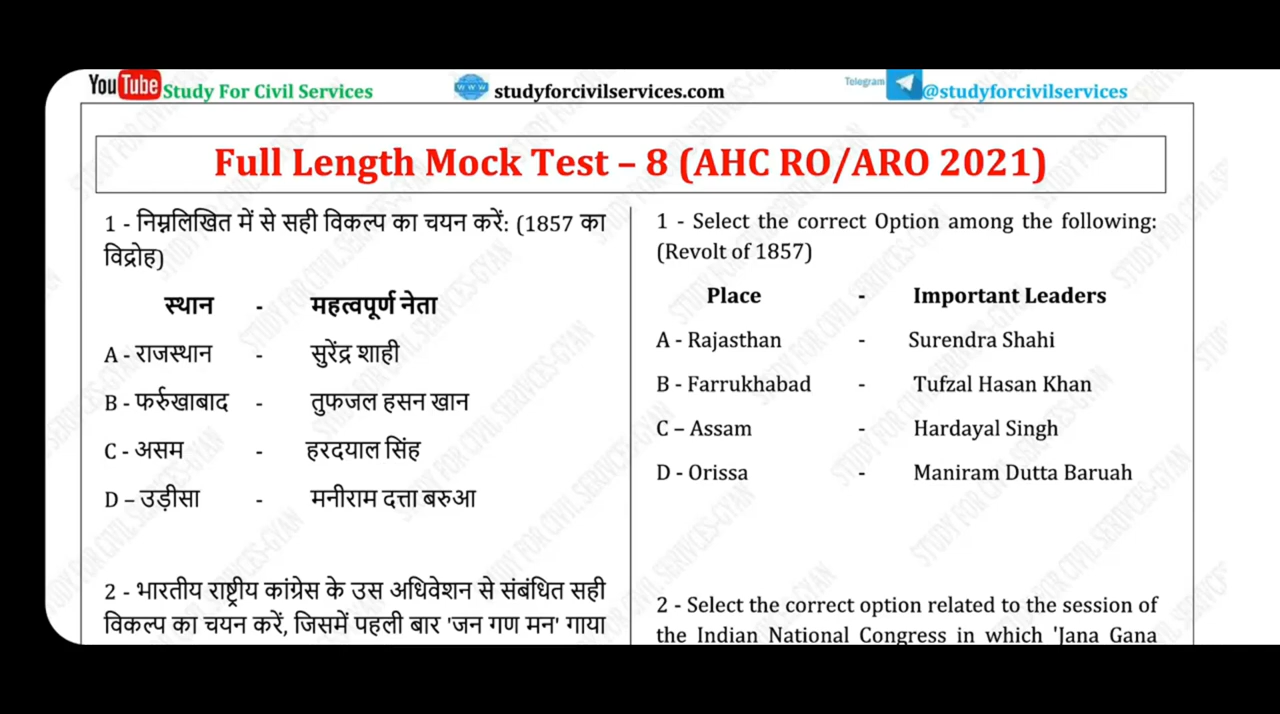 YouTube Study For Civil Services
www studyforcivilservices.com
Telegram @studyforcivilservices
Full Length Mock Test – 8 (AHC RO/ARO 2021)
1 - निम्नलिखित में से सही विकल्प का चयन करें: (1857 का
विद्रोह)
स्थान - महत्वपूर्ण नेता
A - राजस्थान - सुरेंद्र शाही
B - फर्रुखाबाद - तुफजल हसन खान
C - असम - हरदयाल सिंह
D – उड़ीसा - मनीराम दत्ता बरुआ
2 - भारतीय राष्ट्रीय कांग्रेस के उस अधिवेशन से संबंधित सही
विकल्प का चयन करें, जिसमें पहली बार 'जन गण मन' गाया
1 - Select the correct Option among the following:
(Revolt of 1857)
Place - Important Leaders
A - Rajasthan - Surendra Shahi
B - Farrukhabad - Tufzal Hasan Khan
C – Assam - Hardayal Singh
D - Orissa - Maniram Dutta Baruah
2 - Select the correct option related to the session of
the Indian National Congress in which 'Jana Gana